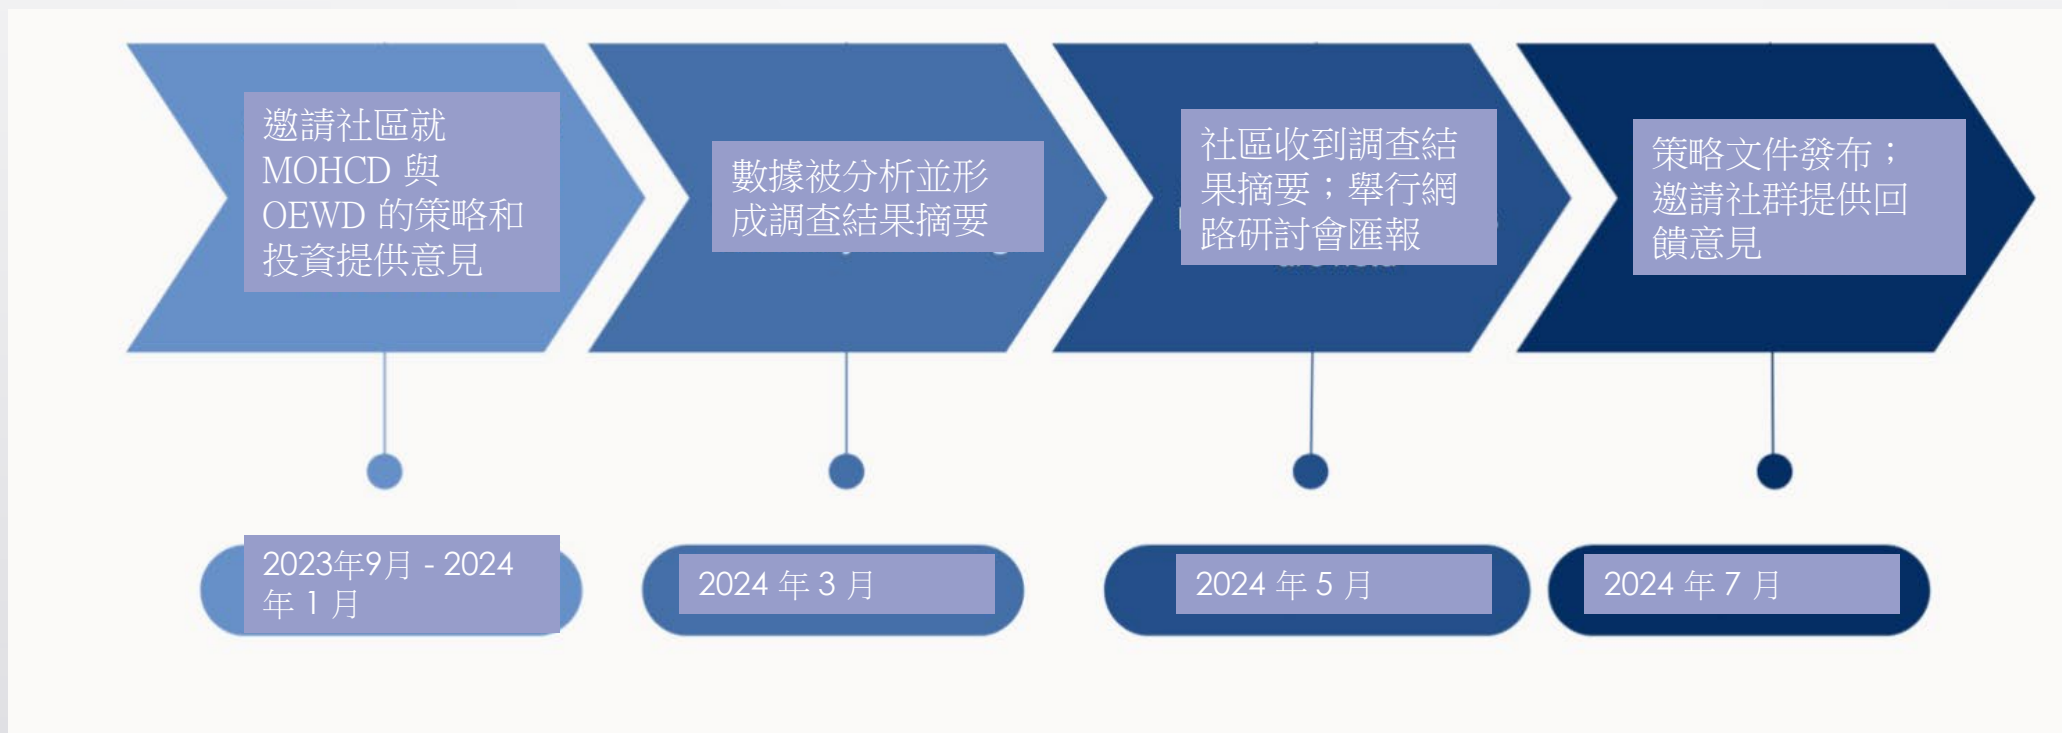 邀請社區就
MOHCD 與
OEWD 的策略和
投資提供意見
數據被分析並形
成調查結果摘要
社區收到調查結
果摘要；舉行網
路研討會匯報
策略文件發布；
邀請社群提供回
饋意見
2023年9月 - 2024
年 1 月
2024 年 3 月
2024 年 5 月
2024 年 7 月